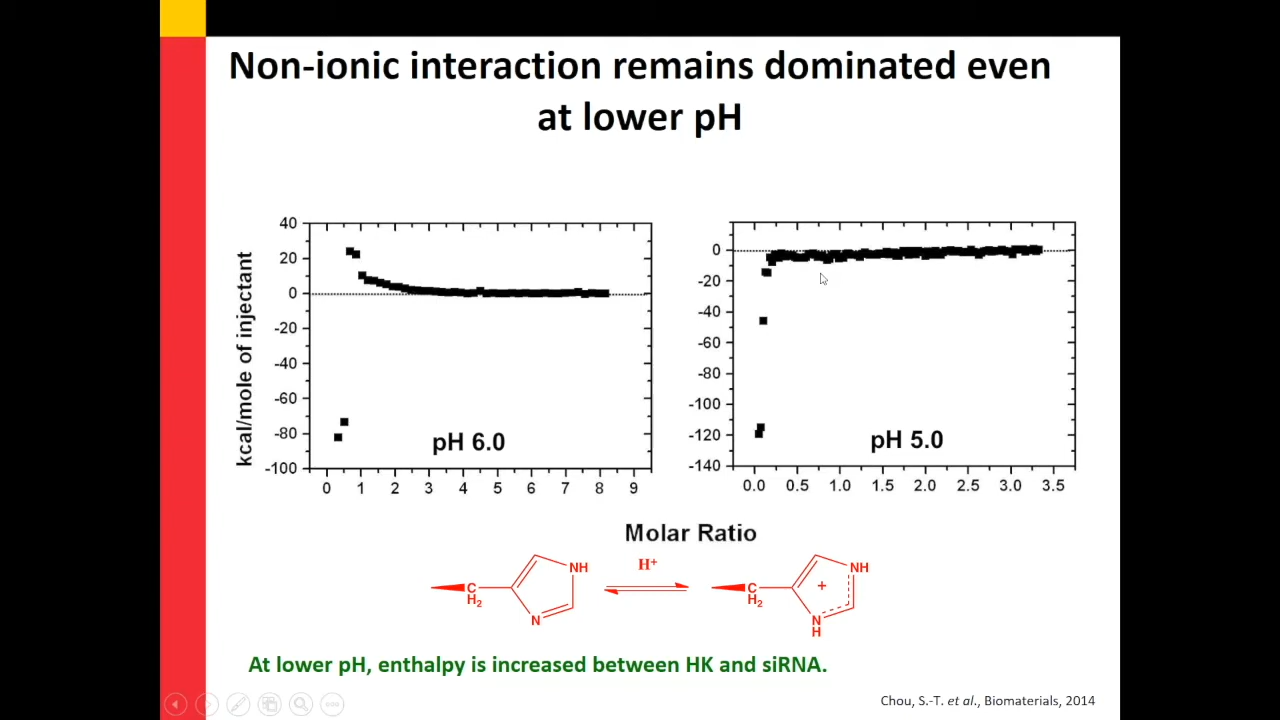 Non-ionic interaction remains dominated even
at lower pH
kcal/mole of injectant
40
20
0
-20
-40
-60
-80
-100
pH 6.0
0 1 2 3 4 5 6 7 8 9
0
-20
-40
-60
-80
-100
-120
-140
pH 5.0
0.0 0.5 1.0 1.5 2.0 2.5 3.0 3.5
Molar Ratio
C
H2
NH
N
H+
C
H2
NH
+
N
H
At lower pH, enthalpy is increased between HK and siRNA.
Chou, S.-T. et al., Biomaterials, 2014